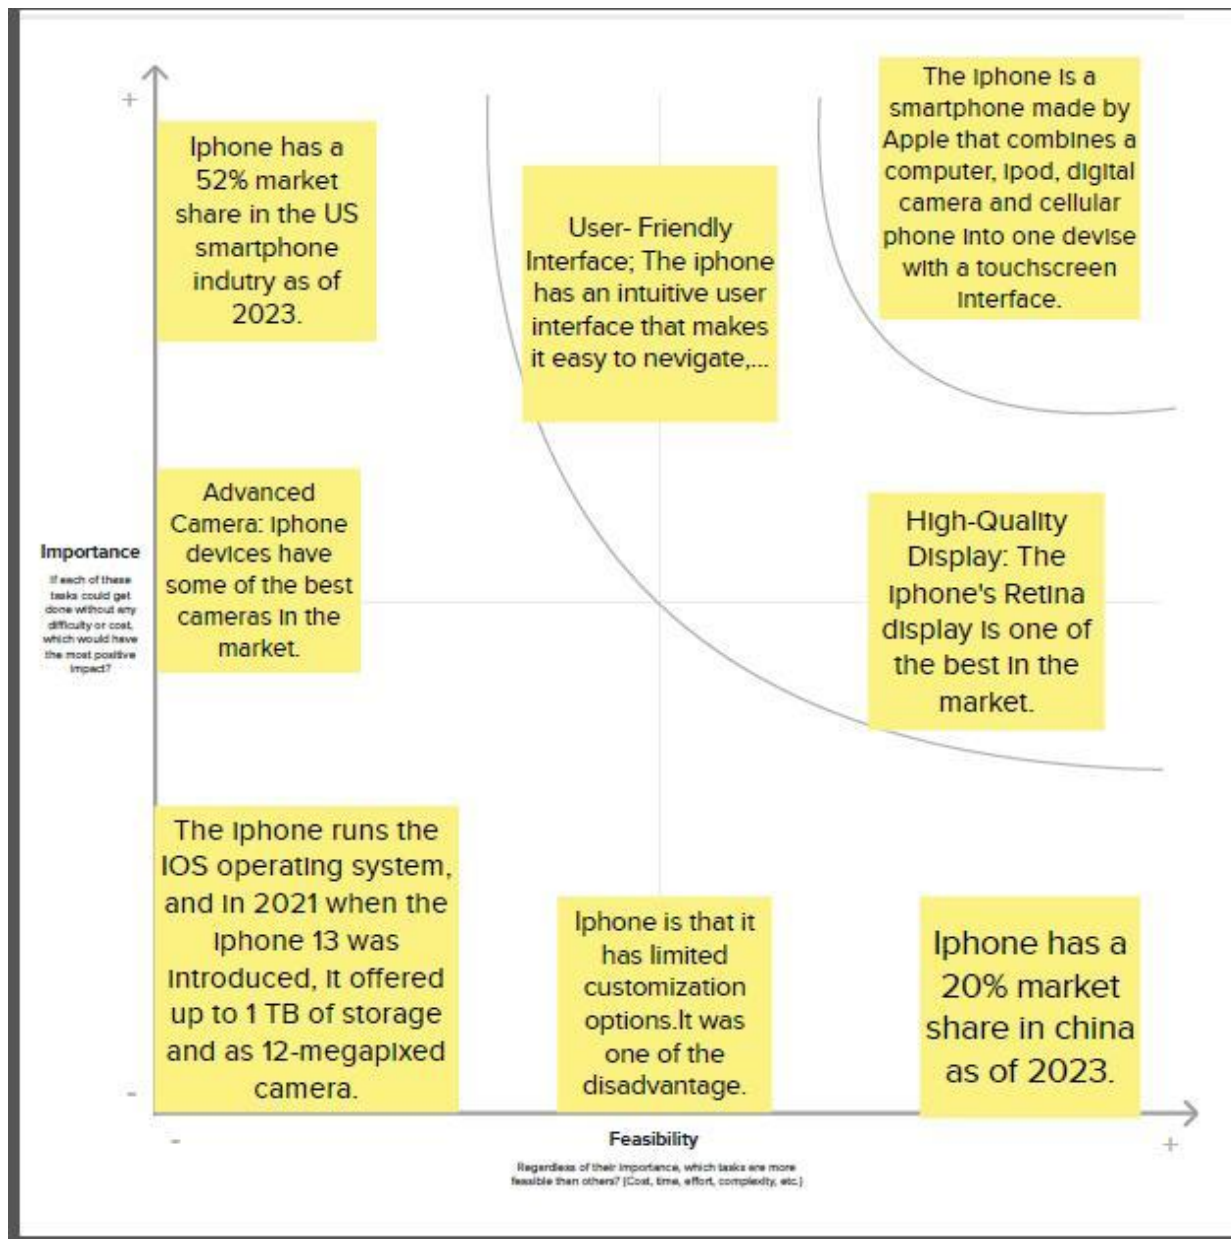 +
Iphone has a
52% market
share in the US
smartphone
indutry as of
2023.
User- Friendly
Interface; The iphone
has an intuitive user
interface that makes
it easy to nevigate,...
The iphone is a
smartphone made by
Apple that combines a
computer, ipod, digital
camera and cellular
phone into one devise
with a touchscreen
interface.
Importance
If each of these
tasks could get
done without any
difficulty or cost,
which would have
the most positive
impact?
Advanced
Camera: iphone
devices have
some of the best
cameras in the
market.
High-Quality
Display: The
iphone's Retina
display is one of
the best in the
market.
The iphone runs the
IOS operating system,
and in 2021 when the
iphone 13 was
introduced, it offered
up to 1 TB of storage
and as 12-megapixed
camera.
Iphone is that it
has limited
customization
options.It was
one of the
disadvantage.
Iphone has a
20% market
share in china
as of 2023.
-
-
Feasibility
+
Regardless of their importance, which tasks are more
feasible than others? (Cost, time, effort, complexity, etc.)